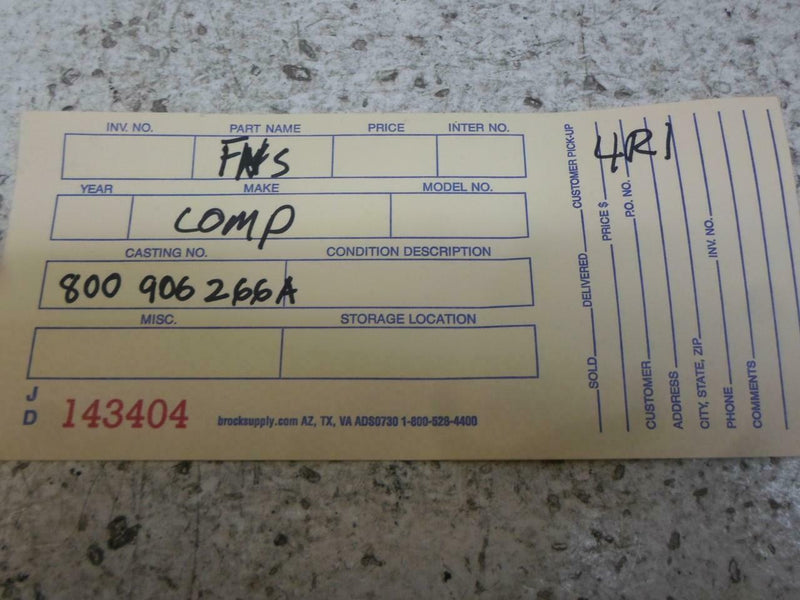 INV. NO. PART NAME PRICE INTER NO.
YEAR MAKE MODEL NO.
COMP
CASTING NO. CONDITION DESCRIPTION
800 906 266A
MISC. STORAGE LOCATION
J
D
143404 brocksupply.com AZ, TX, VA ADS0730 1-800-528-4400
SOLD DELIVERED CUSTOMER PICK-UP
PRICE $ P.O. NO.
4R1
CUSTOMER
ADDRESS
CITY, STATE, ZIP INV. NO.
PHONE
COMMENTS